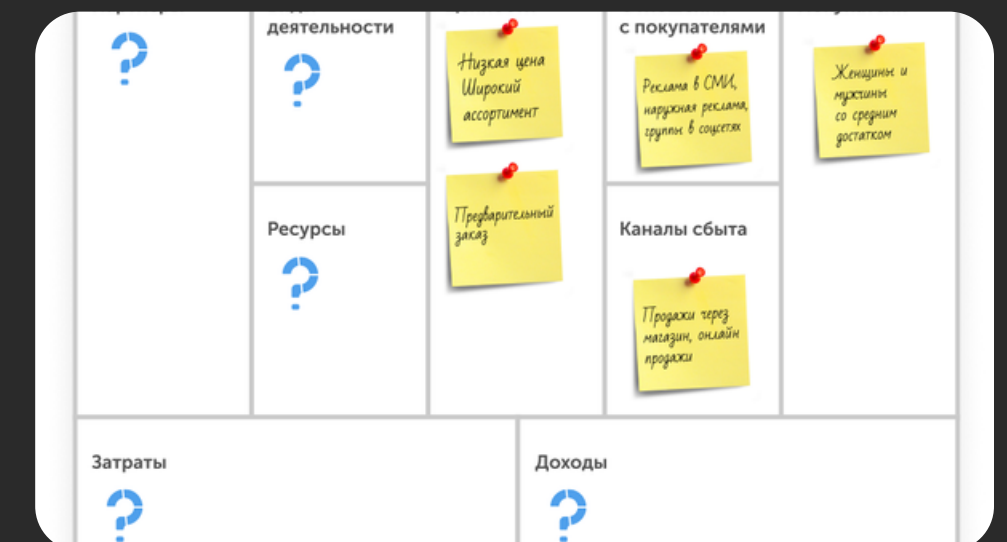 деятельности
Низкая цена
Широкий
ассортимент
Предварительный
заказ
с покупателями
Реклама в СМИ,
наружная реклама,
группы в соцсетях
Женщины и
мужчины
со средним
достатком
Ресурсы
Каналы сбыта
Продажи через
магазин, онлайн
продажи
Затраты
Доходы